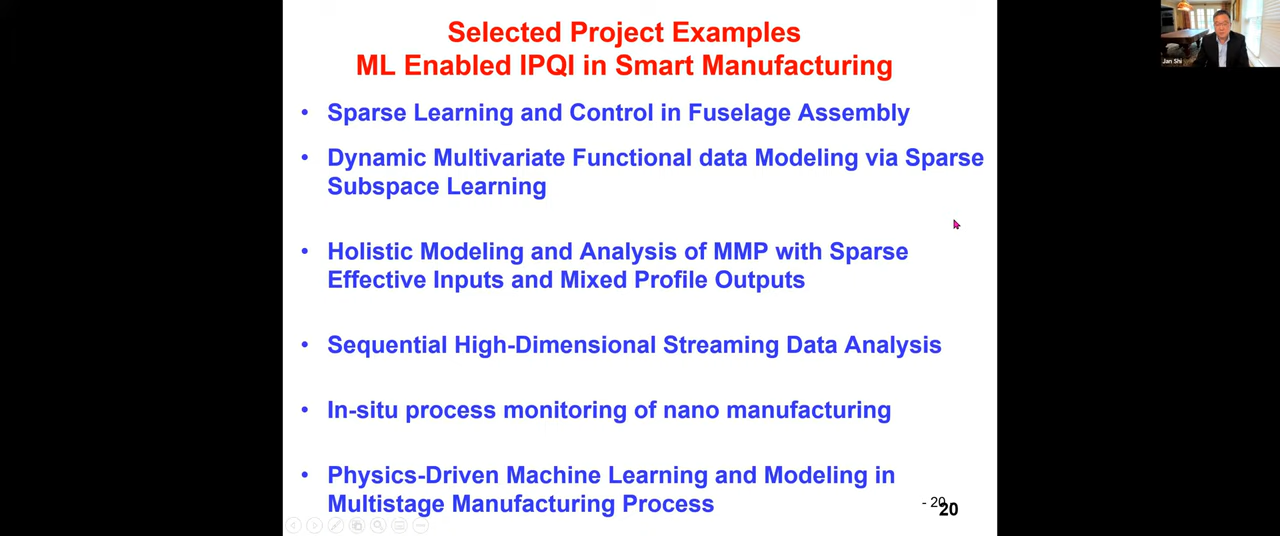 Selected Project Examples
ML Enabled IPQI in Smart Manufacturing
• Sparse Learning and Control in Fuselage Assembly
• Dynamic Multivariate Functional data Modeling via Sparse
Subspace Learning
• Holistic Modeling and Analysis of MMP with Sparse
Effective Inputs and Mixed Profile Outputs
• Sequential High-Dimensional Streaming Data Analysis
• In-situ process monitoring of nano manufacturing
• Physics-Driven Machine Learning and Modeling in
Multistage Manufacturing Process
- 20
20
Jan Shi